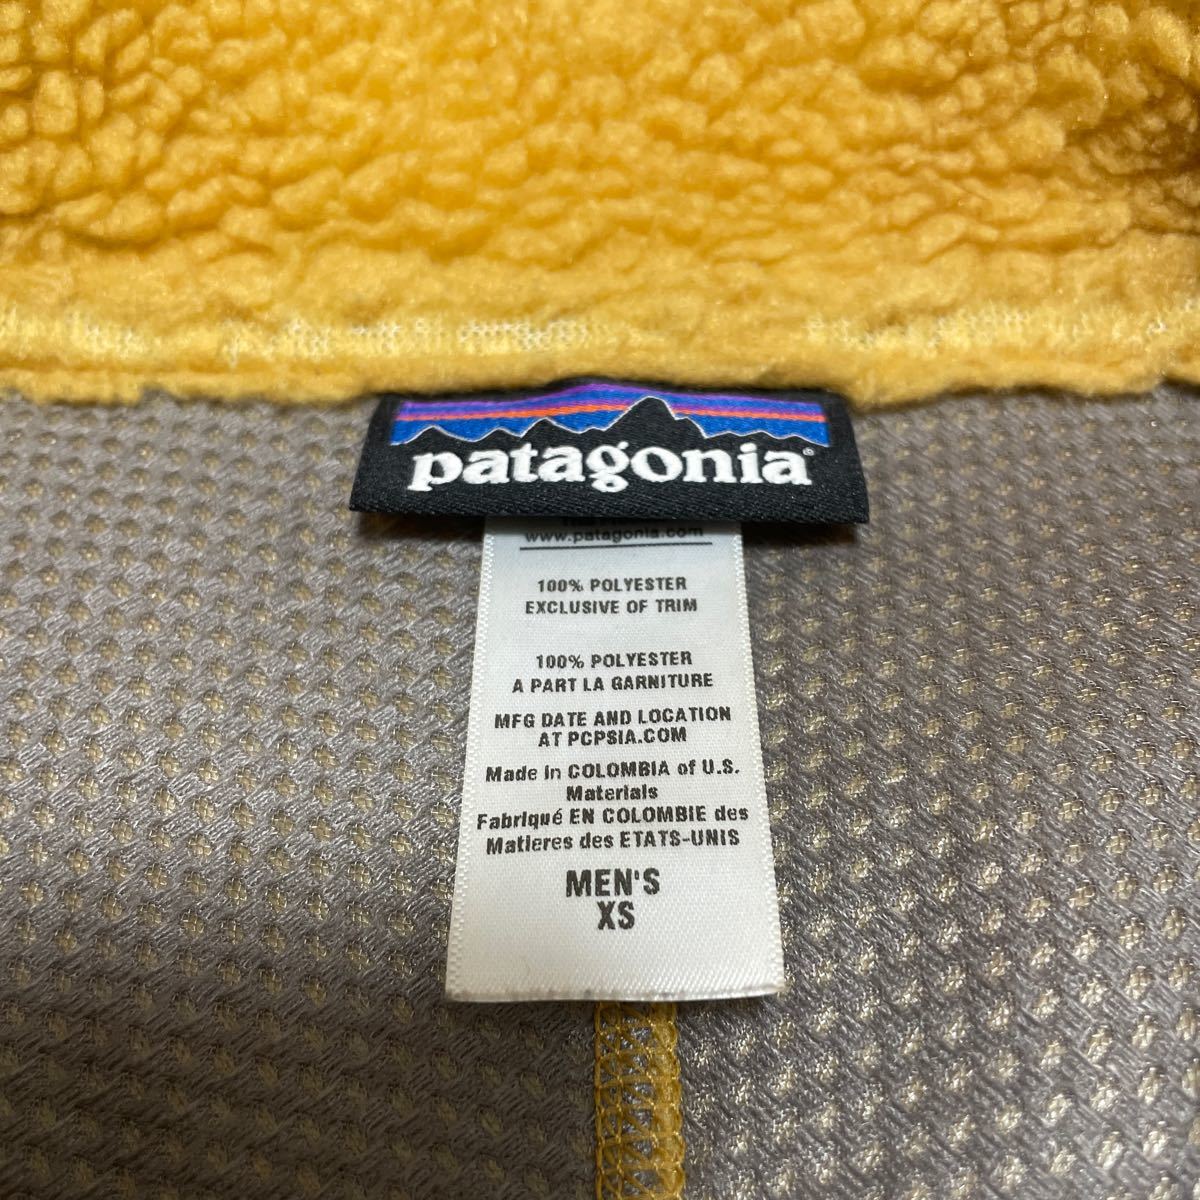 patagonia®
www.patagonia.com
100% POLYESTER
EXCLUSIVE OF TRIM
100% POLYESTER
A PART LA GARNITURE
MFG DATE AND LOCATION
AT PCPSIA.COM
Made in COLOMBIA of U.S.
Materials
Fabriqué EN COLOMBIE des
Matieres des ETATS-UNIS
MEN'S
XS